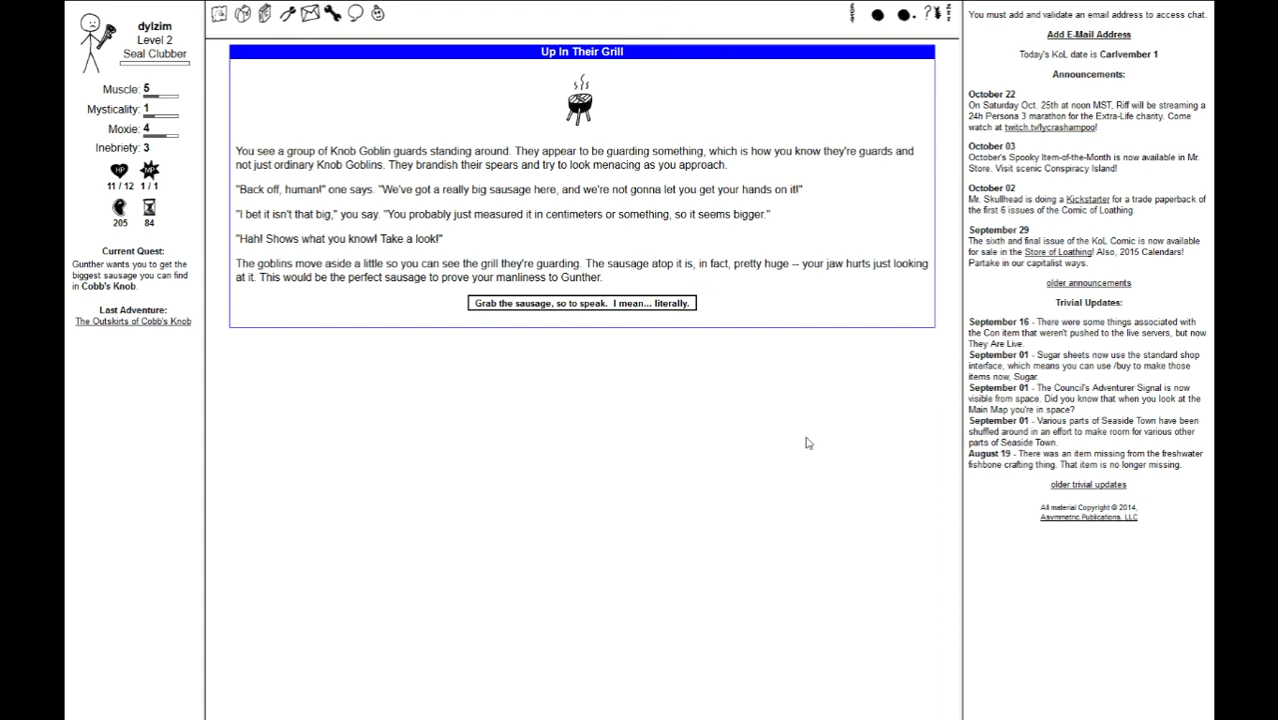 dylzim
Level 2
Seal Clubber
Muscle: 5
Mysticality: 1
Moxie: 4
Inebriety: 3
HP MP
11 / 12 1 / 1
205 84
Current Quest:
Gunther wants you to get the
biggest sausage you can find
in Cobb's Knob.
Last Adventure:
The Outskirts of Cobb's Knob
Up In Their Grill
You see a group of Knob Goblin guards standing around. They appear to be guarding something, which is how you know they're guards and
not just ordinary Knob Goblins. They brandish their spears and try to look menacing as you approach.
"Back off, human!" one says. "We've got a really big sausage here, and we're not gonna let you get your hands on it!"
"I bet it isn't that big," you say. "You probably just measured it in centimeters or something, so it seems bigger."
"Hah! Shows what you know! Take a look!"
The goblins move aside a little so you can see the grill they're guarding. The sausage atop it is, in fact, pretty huge -- your jaw hurts just looking
at it. This would be the perfect sausage to prove your manliness to Gunther.
Grab the sausage, so to speak. I mean... literally.
You must add and validate an email address to access chat.
Add E-Mail Address
Today's KoL date is Carlvember 1
Announcements:
October 22
On Saturday Oct. 25th at noon MST, Riff will be streaming a
24h Persona 3 marathon for the Extra-Life charity. Come
watch at twitch.tv/lycrashampoo!
October 03
October's Spooky Item-of-the-Month is now available in Mr.
Store. Visit scenic Conspiracy Island!
October 02
Mr. Skullhead is doing a Kickstarter for a trade paperback of
the first 6 issues of the Comic of Loathing.
September 29
The sixth and final issue of the KoL Comic is now available
for sale in the Store of Loathing! Also, 2015 Calendars!
Partake in our capitalist ways.
older announcements
Trivial Updates:
September 16 - There were some things associated with
the Con item that weren't pushed to the live servers, but now
They Are Live.
September 01 - Sugar sheets now use the standard shop
interface, which means you can use /buy to make those
items now, Sugar.
September 01 - The Council's Adventurer Signal is now
visible from space. Did you know that when you look at the
Main Map you're in space?
September 01 - Various parts of Seaside Town have been
shuffled around in an effort to make room for various other
parts of Seaside Town.
August 19 - There was an item missing from the freshwater
fishbone crafting thing. That item is no longer missing.
older trivial updates
All material Copyright © 2014,
Asymmetric Publications, LLC